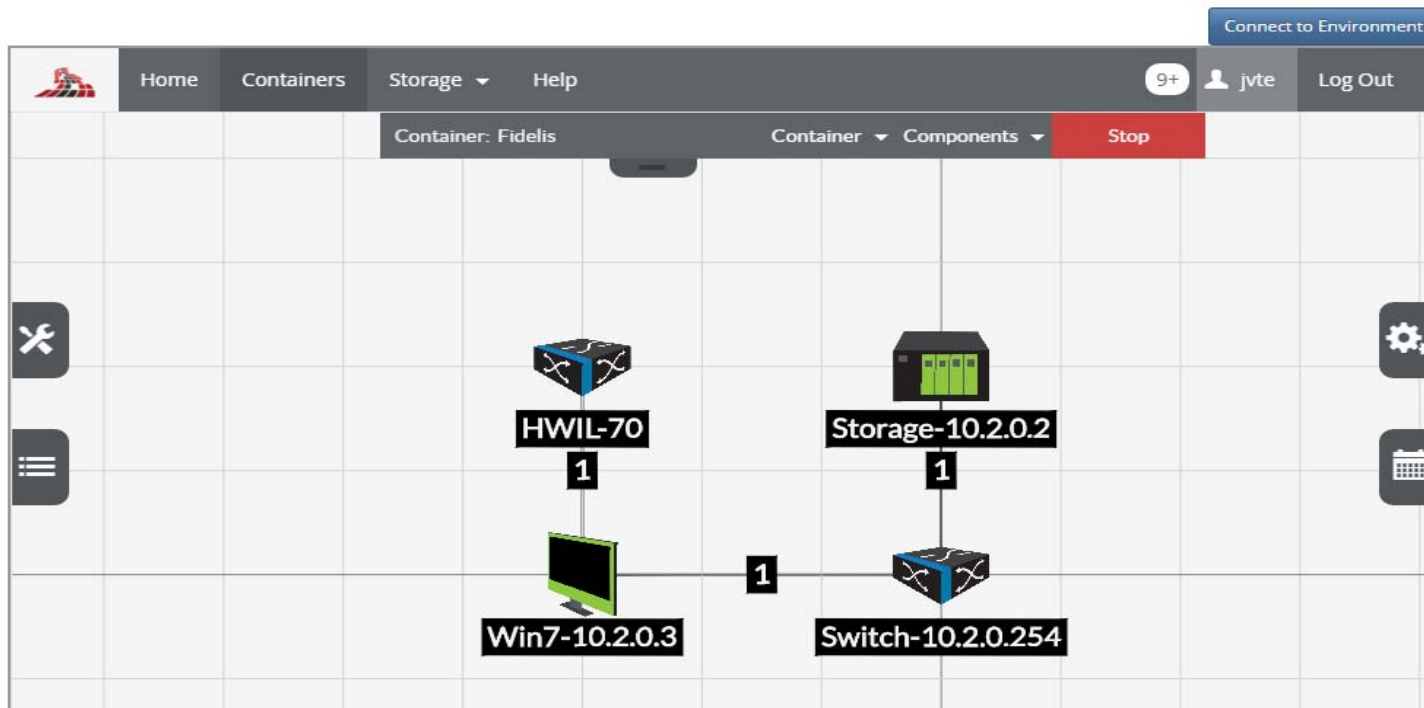 Connect to Environment
Home Containers Storage Help 9+ jvte Log Out
Container: Fidelis Container Components Stop
HWIL-70 Storage-10.2.0.2
1 1
1
Win7-10.2.0.3 Switch-10.2.0.254